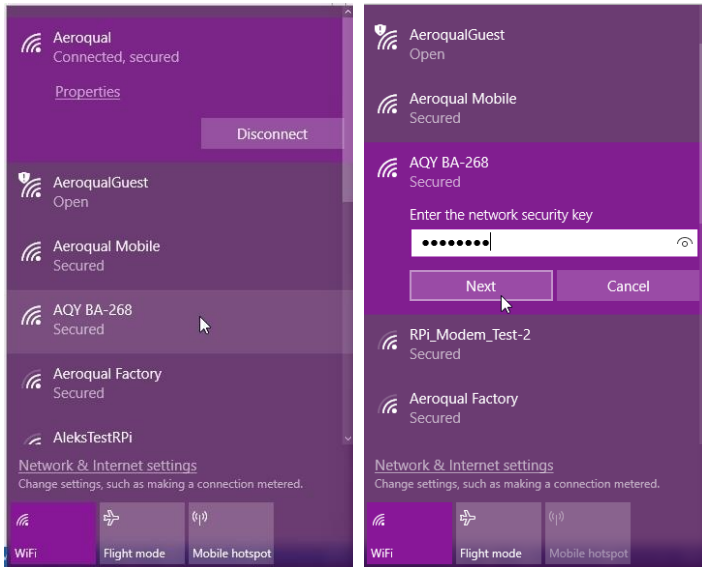 Aeroqual
Connected, secured
Properties
Disconnect
AeroqualGuest
Open
Aeroqual Mobile
Secured
AQY BA-268
Secured
Aeroqual Factory
Secured
AleksTestRPi
Network & Internet settings
Change settings, such as making a connection metered.
WiFi
Flight mode
Mobile hotspot
AeroqualGuest
Open
Aeroqual Mobile
Secured
AQY BA-268
Secured
Enter the network security key
●●●●●●●●
Next
Cancel
RPi_Modem_Test-2
Secured
Aeroqual Factory
Secured
Network & Internet settings
Change settings, such as making a connection metered.
WiFi
Flight mode
Mobile hotspot